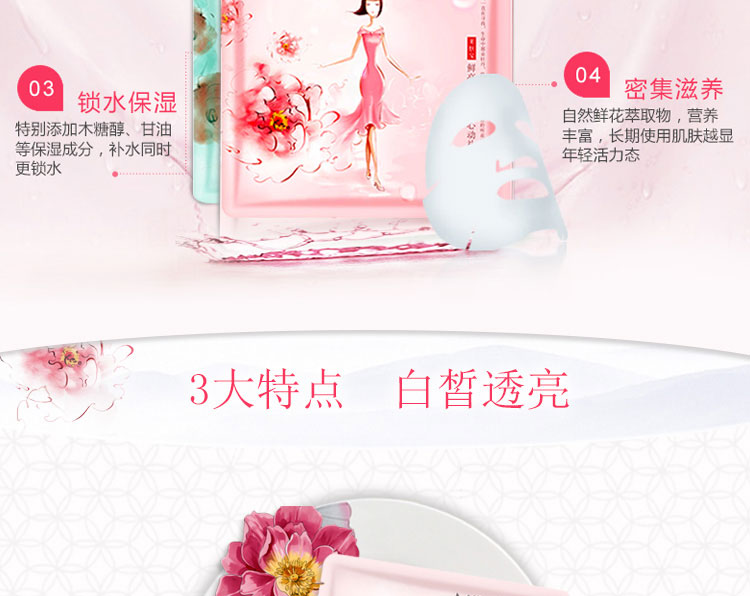 03
锁水保湿
特别添加木糖醇、甘油
等保湿成分，补水同时
更锁水
04
密集滋养
自然鲜花萃取物，营养
丰富，长期使用肌肤越显
年轻活力态
3大特点 白皙透亮